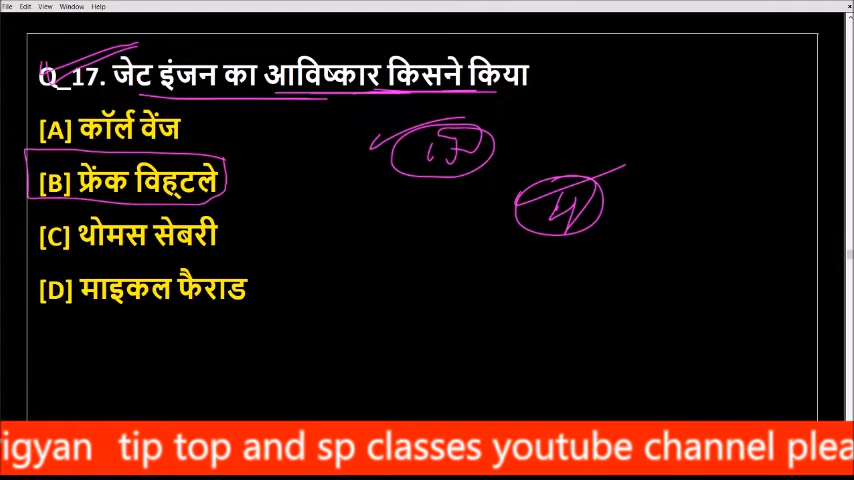 File Edit View Window Help
Q_17. जेट इंजन का आविष्कार किसने किया
[A] कॉर्ल वेंज
[B] फ्रेंक विह्टले
[C] थोमस सेबरी
[D] माइकल फैराड
rigyan tip top and sp classes youtube channel plea